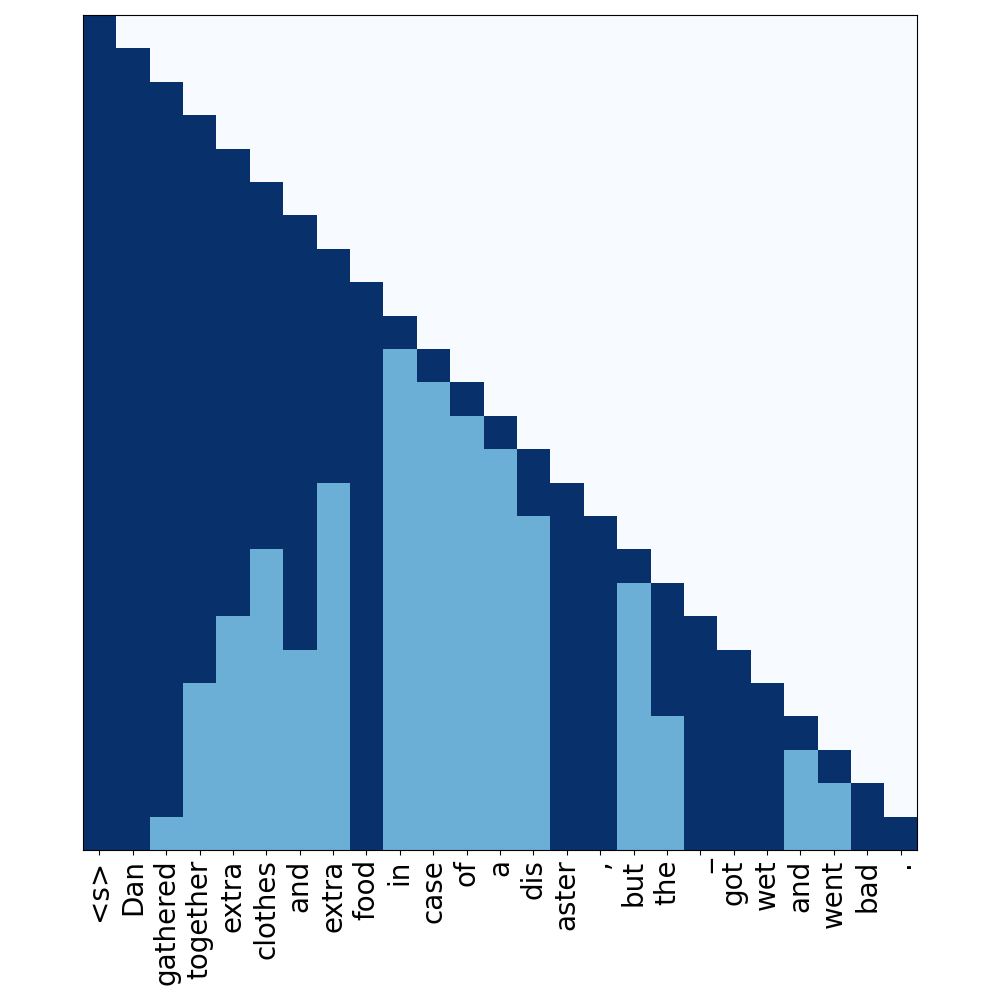 <s> Dan gathered together extra clothes and extra food in case of a dis aster , but the _ got wet and went bad .